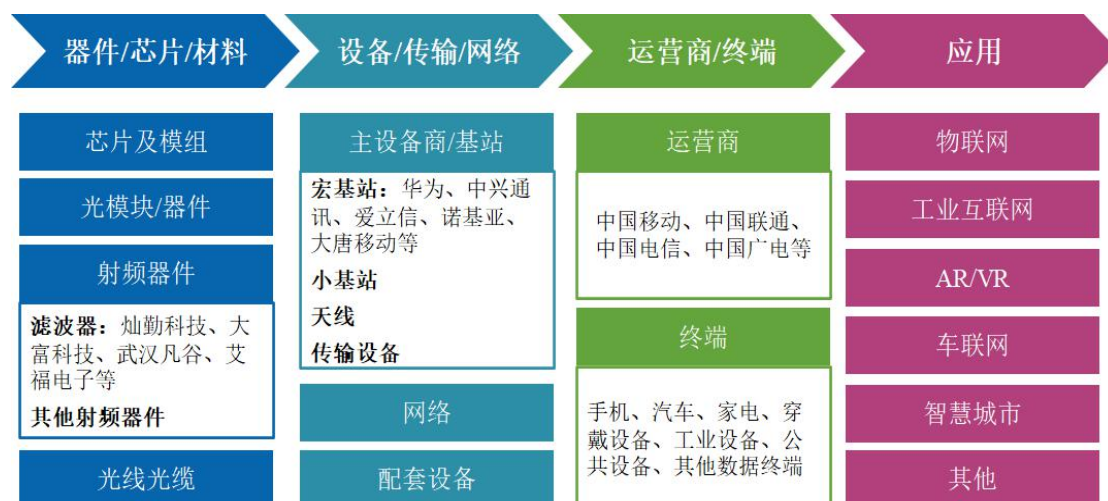 器件/芯片/材料
设备/传输/网络
运营商/终端
应用
芯片及模组
光模块/器件
射频器件
滤波器：灿勤科技、大
富科技、武汉凡谷、艾
福电子等
其他射频器件
光线光缆
主设备商/基站
宏基站：华为、中兴通
讯、爱立信、诺基亚、
大唐移动等
小基站
天线
传输设备
网络
配套设备
运营商
中国移动、中国联通、
中国电信、中国广电等
终端
手机、汽车、家电、穿
戴设备、工业设备、公
共设备、其他数据终端
物联网
工业互联网
AR/VR
车联网
智慧城市
其他